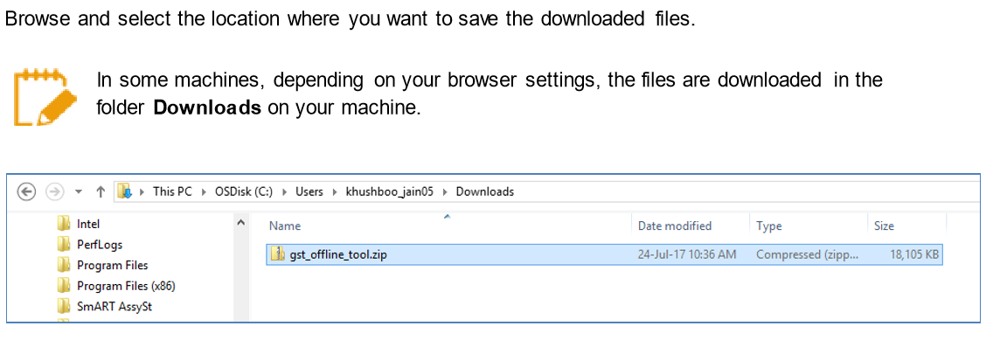 Browse and select the location where you want to save the downloaded files.
In some machines, depending on your browser settings, the files are downloaded in the
folder Downloads on your machine.
This PC OSDisk (C:) Users khushboo_jain05 Downloads
Intel
PerfLogs
Program Files
Program Files (x86)
SmART AssySt
Name Date modified Type Size
gst_offline_tool.zip 24-Jul-17 10:36 AM Compressed (zipp... 18,105 KB